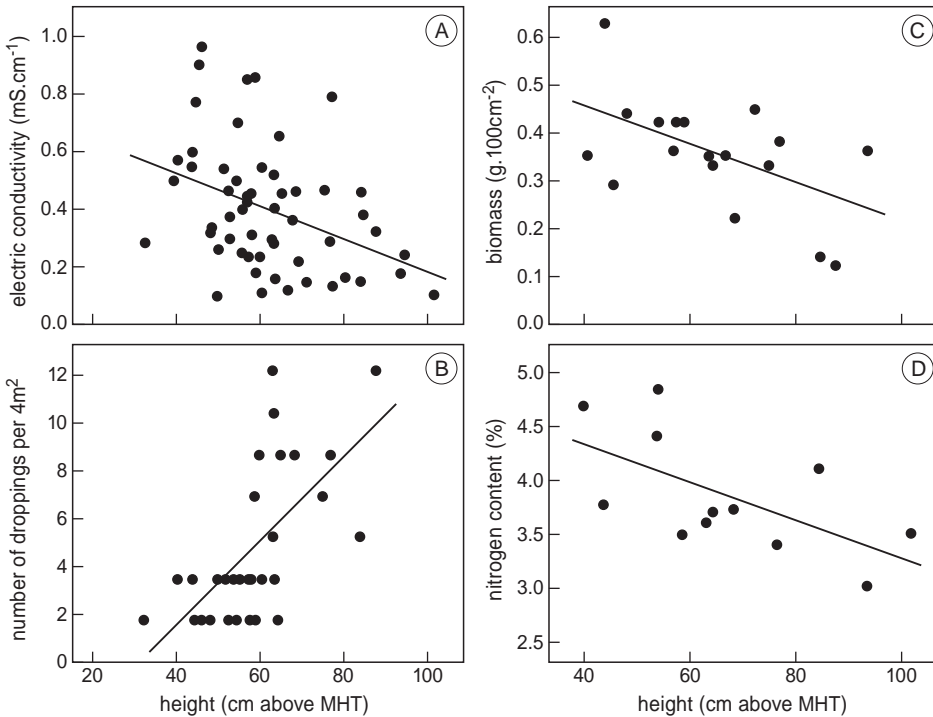 A
electric conductivity (mS.cm-1)
1.0
0.8
0.6
0.4
0.2
0.0
C
biomass (g.100cm-2)
0.6
0.5
0.4
0.3
0.2
0.1
0.0
B
number of droppings per 4m2
12
10
8
6
4
2
0
20 40 60 80 100
height (cm above MHT)
D
nitrogen content (%)
5.0
4.5
4.0
3.5
3.0
2.5
40 60 80 100
height (cm above MHT)